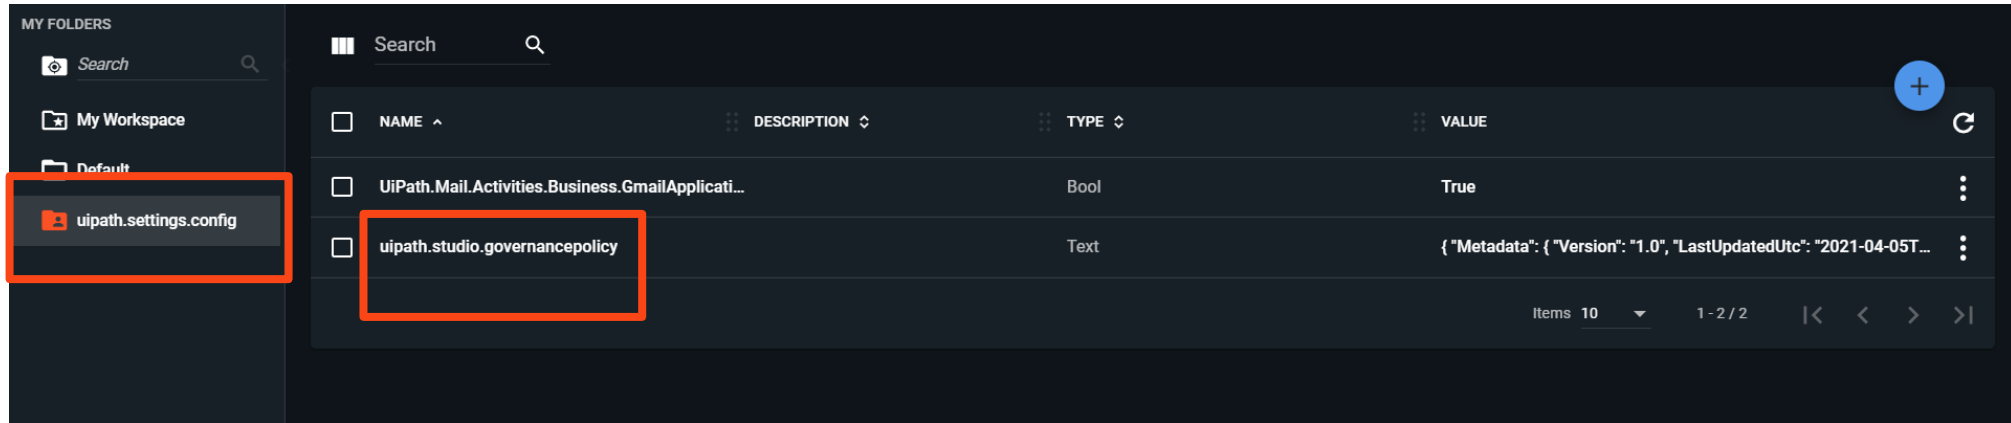 MY FOLDERS
Search
My Workspace
Default
uipath.settings.config
Search
NAME DESCRIPTION TYPE VALUE
UiPath.Mail.Activities.Business.GmailApplicati... Bool True
uipath.studio.governancepolicy Text { "Metadata": { "Version": "1.0", "LastUpdatedUtc": "2021-04-05T...
Items 10 1 - 2 / 2